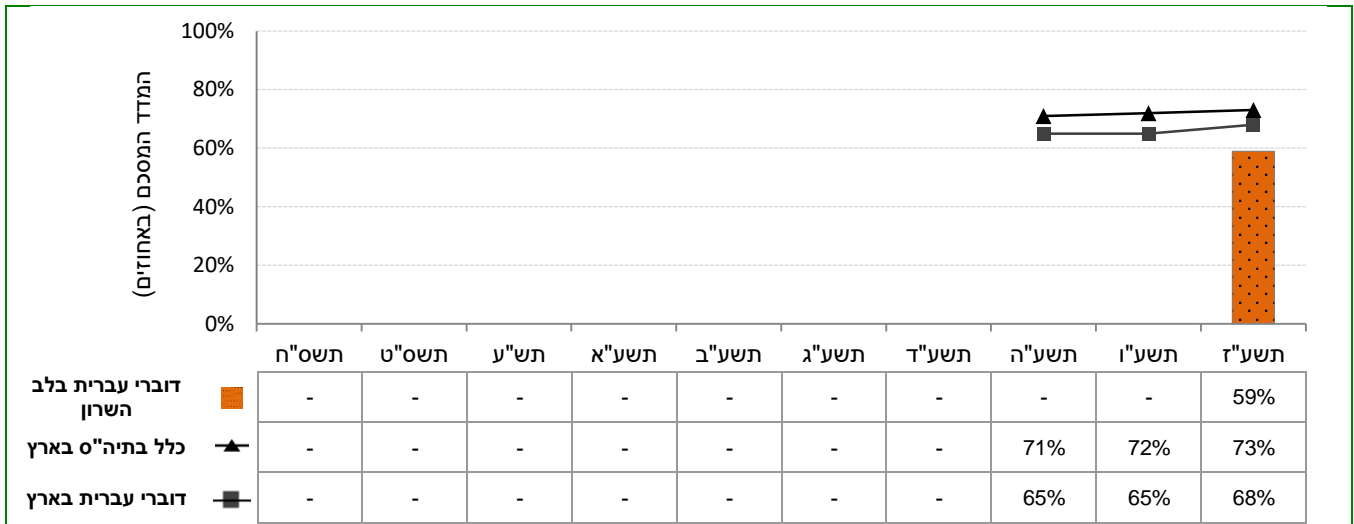 המדד המסכם (באחוזים)
100%
80%
60%
40%
20%
0%
תשס"ח תשס"ט תש"ע תשע"א תשע"ב תשע"ג תשע"ד תשע"ה תשע"ו תשע"ז
דוברי עברית בלב
השרון
- - - - - - - - - 59%
כלל בתיה"ס בארץ - - - - - - - 71% 72% 73%
דוברי עברית בארץ - - - - - - - 65% 65% 68%